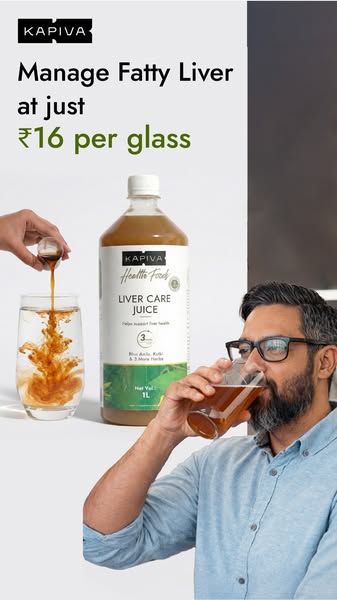 KAPIVA
Manage Fatty Liver
at just
₹16 per glass
KAPIVA
Health Foods
LIVER CARE
JUICE
Helps support liver health
3
Bhui Amla, Kutki
& 3 More Herbs
Net Vol.:
1L